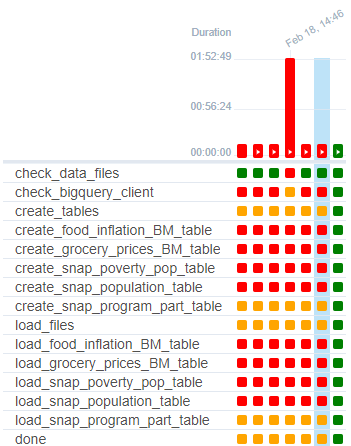 Duration
Feb 18, 14:46
01:52:49
00:56:24
00:00:00
check_data_files
check_bigquery_client
create_tables
create_food_inflation_BM_table
create_grocery_prices_BM_table
create_snap_poverty_pop_table
create_snap_population_table
create_snap_program_part_table
load_files
load_food_inflation_BM_table
load_grocery_prices_BM_table
load_snap_poverty_pop_table
load_snap_population_table
load_snap_program_part_table
done